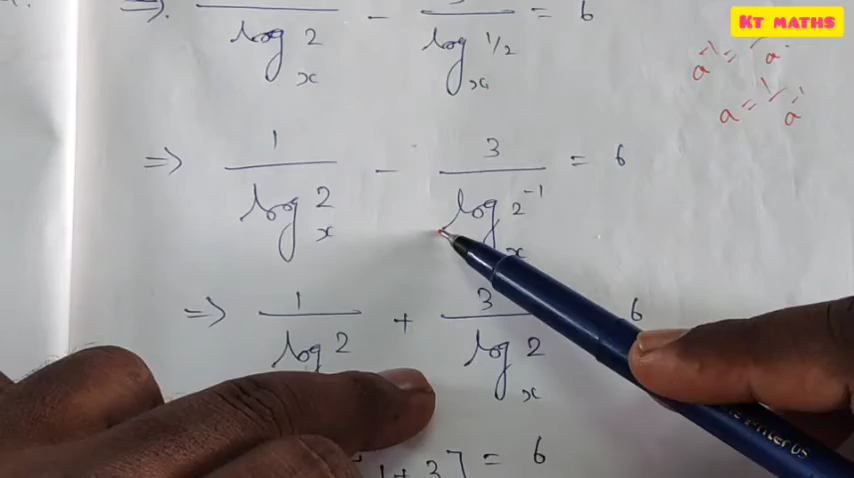 KT MATHS
⇒. log_x 2 - 3/log_x 1/2 = 6
a^-1 = 1/a
a = 1/a^-1
⇒ 1/log_x 2 - 3/log_x 2^-1 = 6
⇒ 1/log 2 + 3/log_x 2 6
1+3] = 6